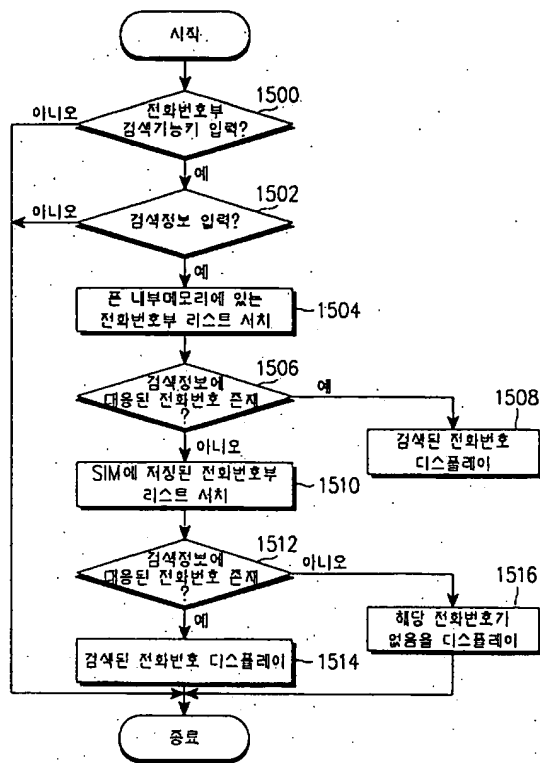 시작
1500
아니오
전화번호부
검색기능키 입력?
예
1502
아니오
검색정보 입력?
예
폰 내부메모리에 있는
전화번호부 리스트 서치
1504
1506
검색정보에
대응된 전화번호 존재
?
예
1508
검색된 전화번호
디스플레이
아니오
SIM에 저장된 전화번호부
리스트 서치
1510
1512
검색정보에
대응된 전화번호 존재
?
아니오
1516
해당 전화번호가
없음을 디스플레이
예
검색된 전화번호 디스플레이
1514
종료